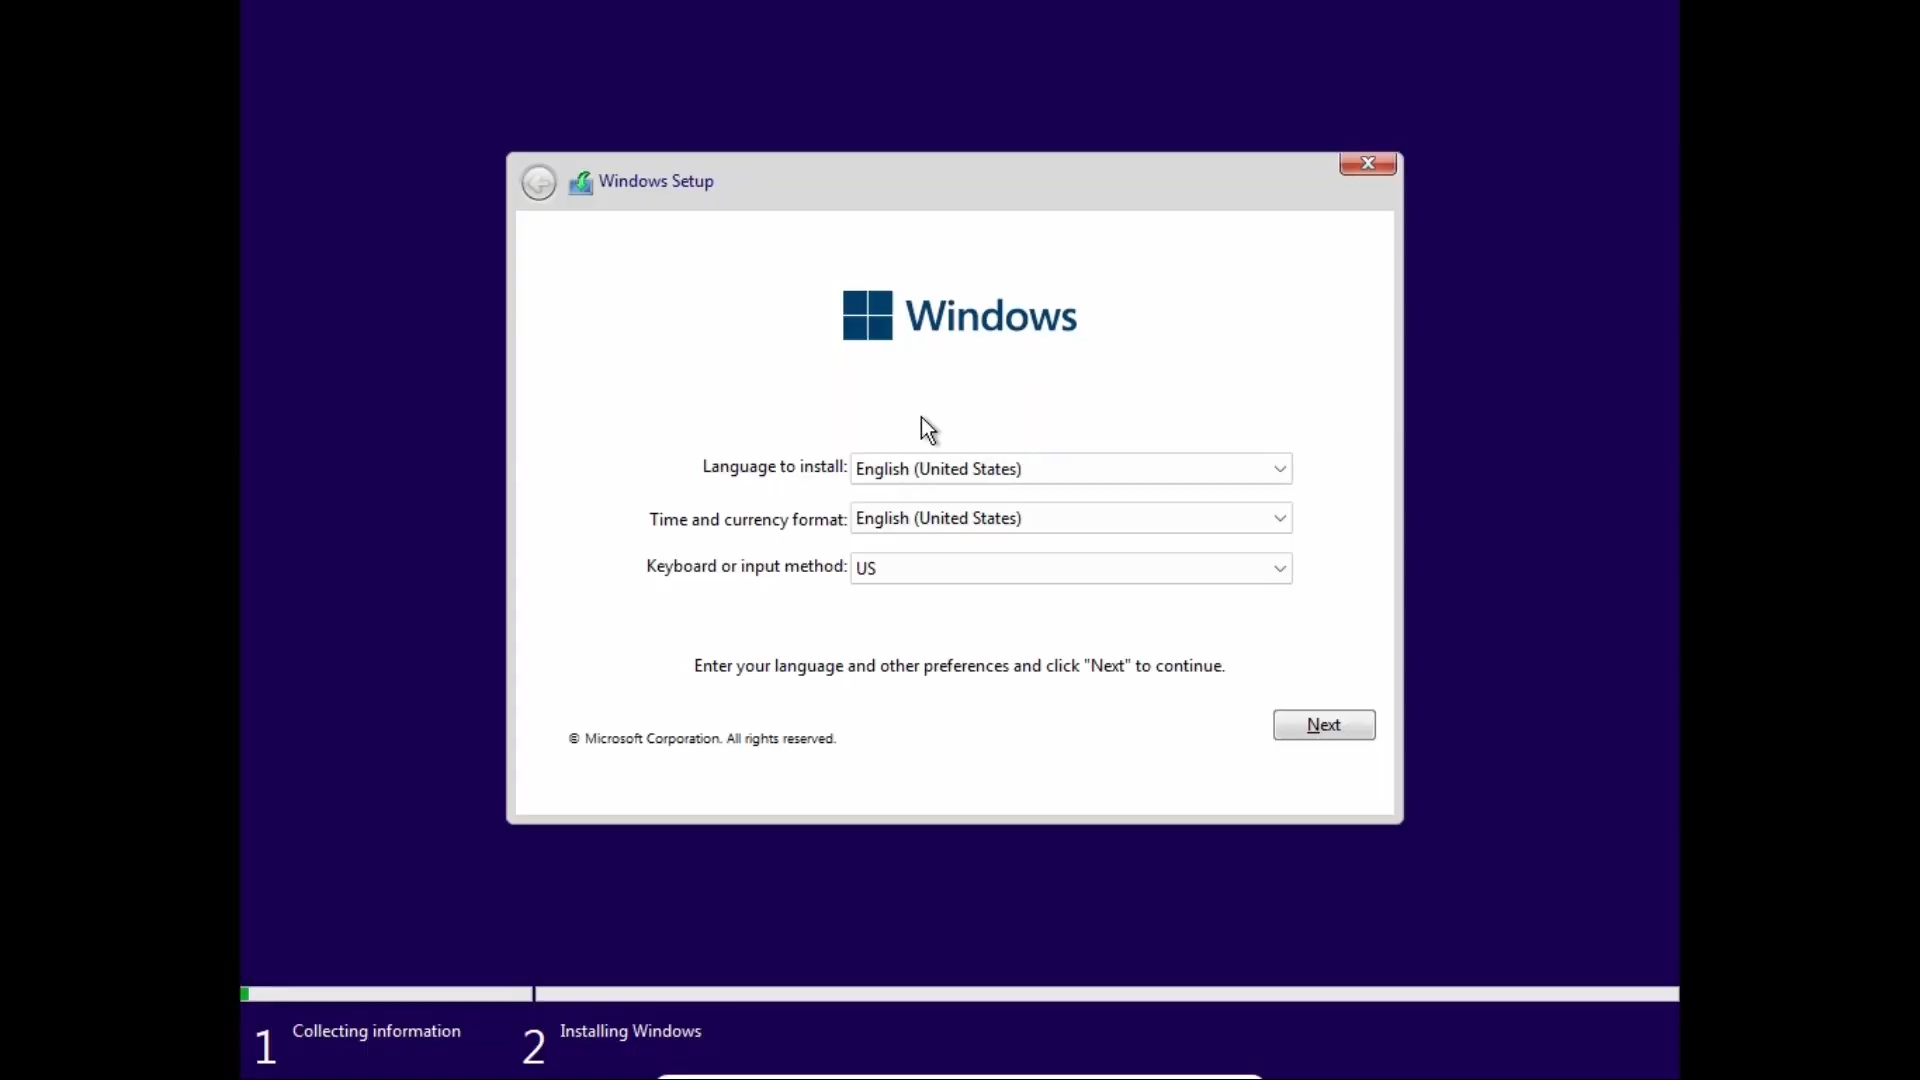 Windows Setup
Windows
Language to install: English (United States)
Time and currency format: English (United States)
Keyboard or input method: US
Enter your language and other preferences and click "Next" to continue.
Next
© Microsoft Corporation. All rights reserved.
1 Collecting information
2 Installing Windows